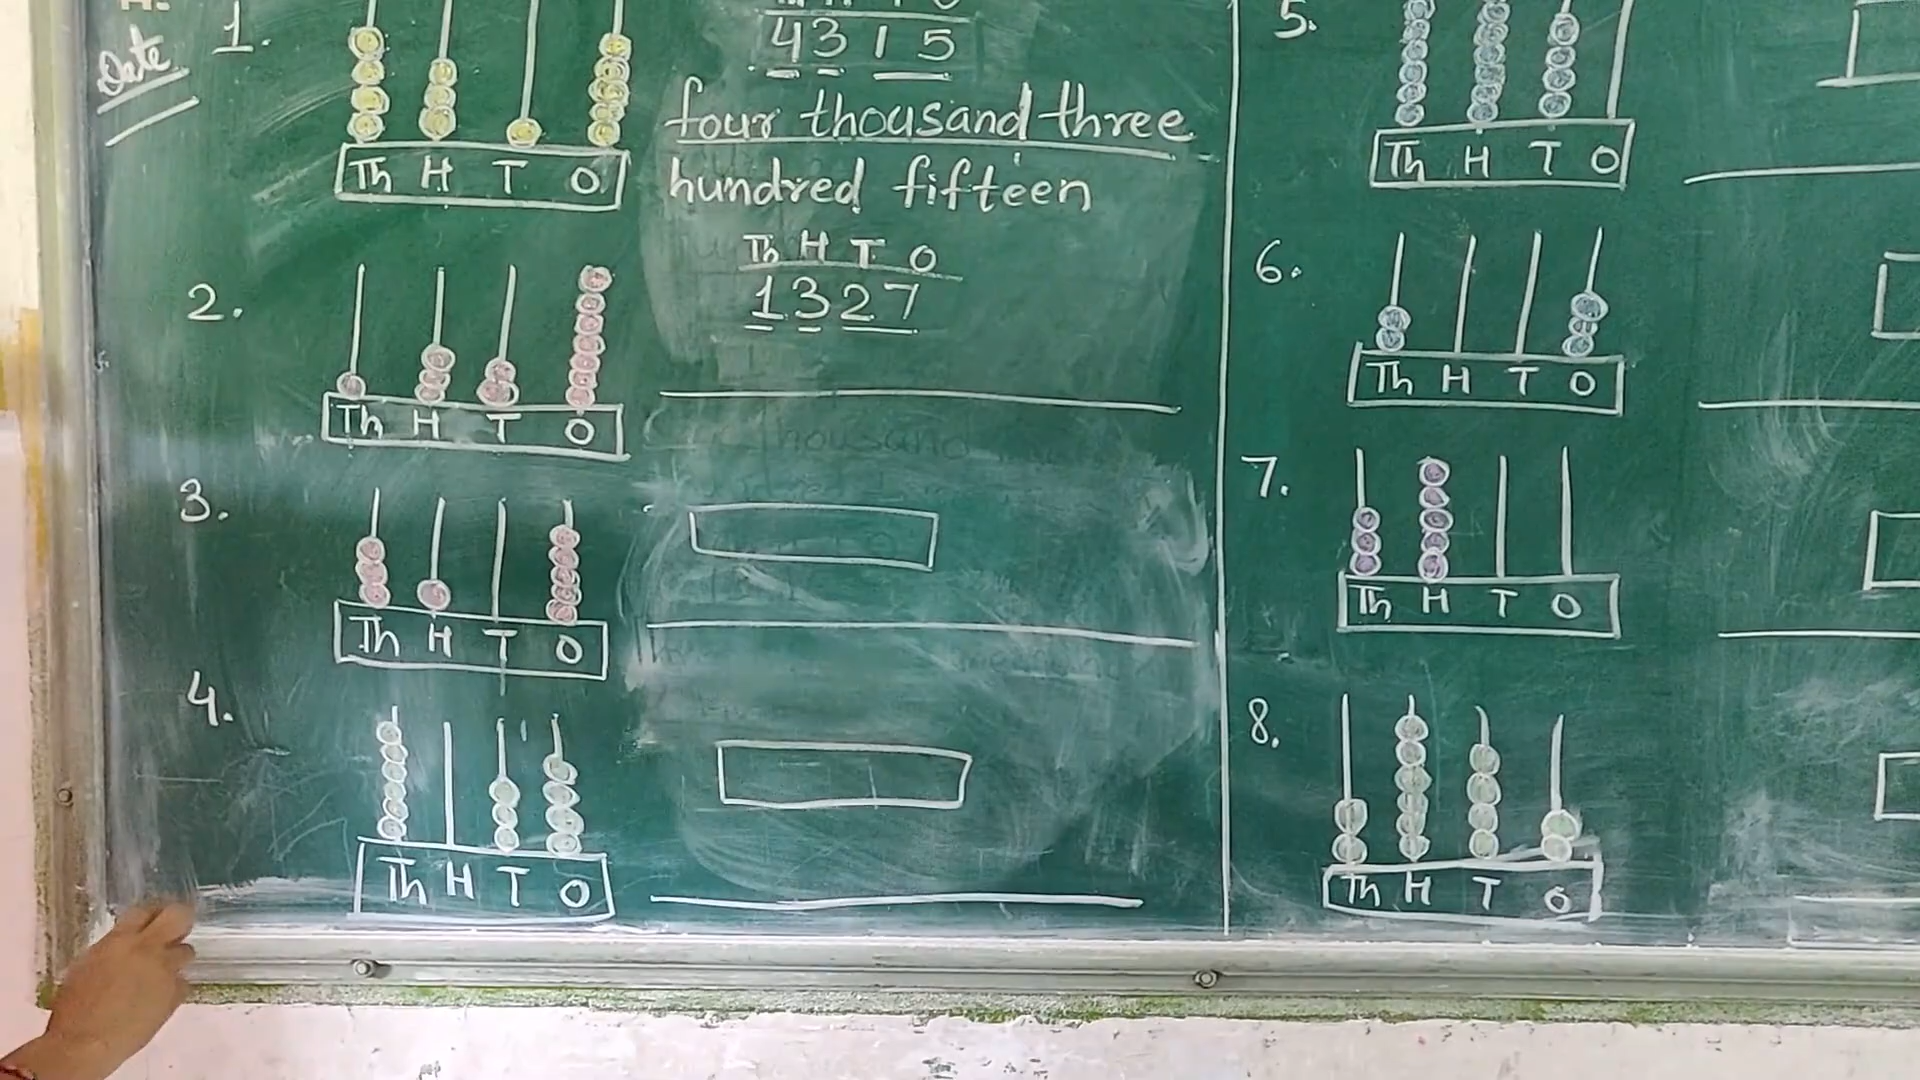 Date
1.
4315
four thousand three
hundred fifteen
Th H T O
Th H T O
1327
2.
Th H T O
3.
Th H T O
4.
Th H T O
5.
Th H T O
6.
Th H T O
7.
Th H T O
8.
Th H T O